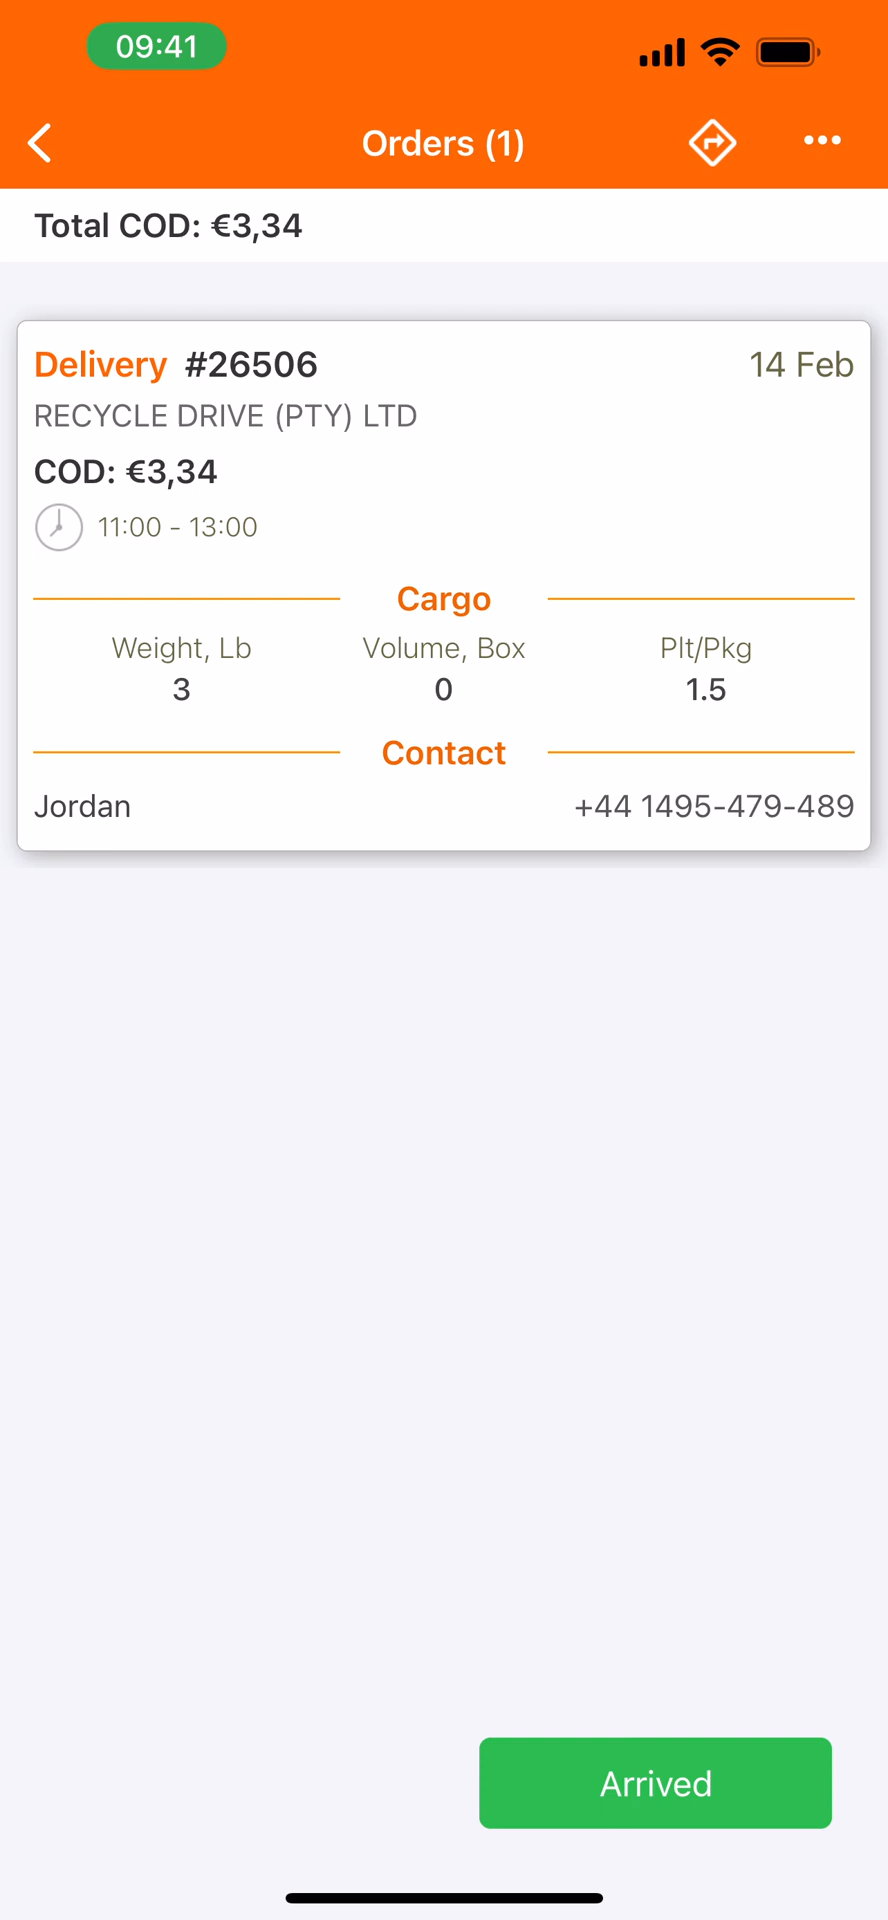 09:41
Orders (1)
Total COD: €3,34
Delivery #26506 14 Feb
RECYCLE DRIVE (PTY) LTD
COD: €3,34
11:00 - 13:00
Cargo
Weight, Lb Volume, Box Plt/Pkg
3 0 1.5
Contact
Jordan +44 1495-479-489
Arrived